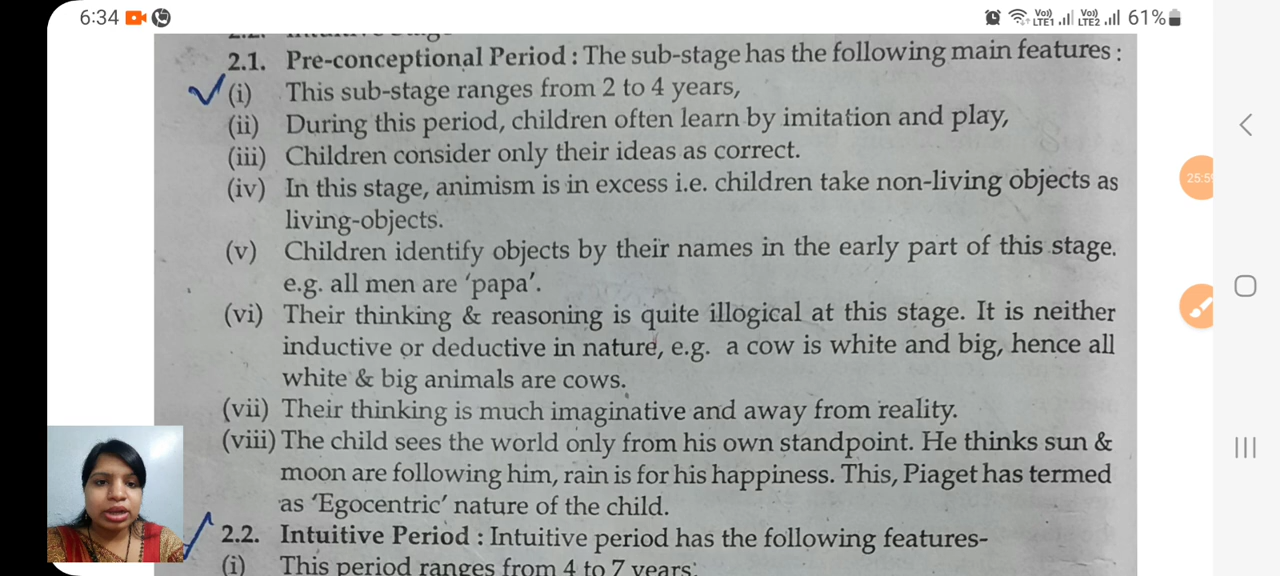 6:34
Vo)) LTE1 Vo)) LTE2 61%
2.1. Pre-conceptional Period : The sub-stage has the following main features :
(i) This sub-stage ranges from 2 to 4 years,
(ii) During this period, children often learn by imitation and play,
(iii) Children consider only their ideas as correct.
(iv) In this stage, animism is in excess i.e. children take non-living objects as
living-objects.
(v) Children identify objects by their names in the early part of this stage.
e.g. all men are 'papa'.
(vi) Their thinking & reasoning is quite illogical at this stage. It is neither
inductive or deductive in nature, e.g. a cow is white and big, hence all
white & big animals are cows.
(vii) Their thinking is much imaginative and away from reality.
(viii) The child sees the world only from his own standpoint. He thinks sun &
moon are following him, rain is for his happiness. This, Piaget has termed
as 'Egocentric' nature of the child.
2.2. Intuitive Period : Intuitive period has the following features-
(i) This period ranges from 4 to 7 years.